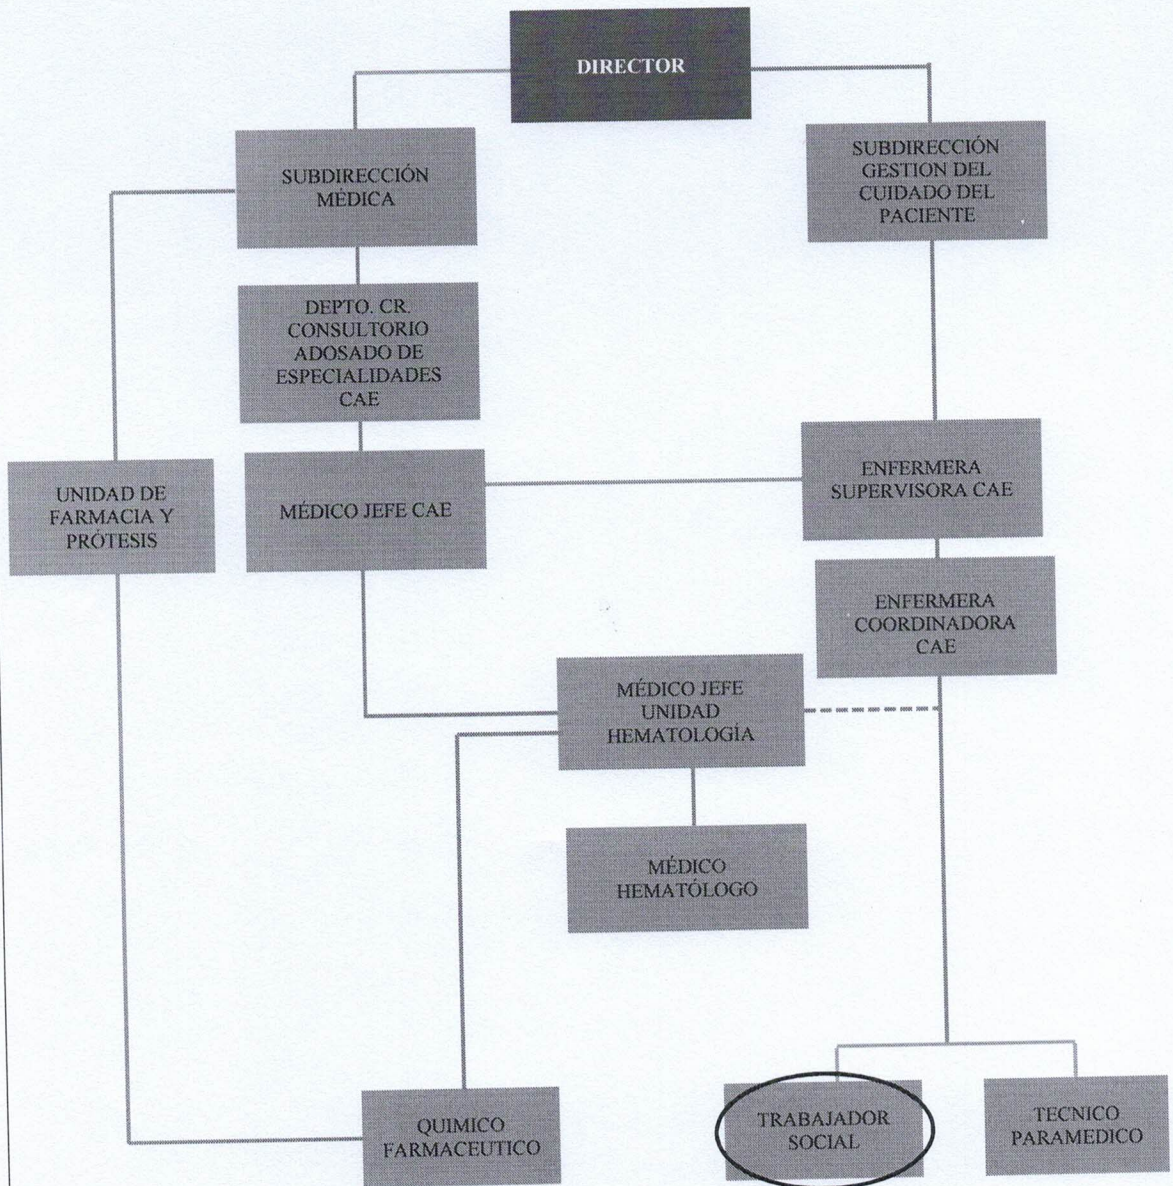 DIRECTOR
SUBDIRECCIÓN
MÉDICA
SUBDIRECCIÓN
GESTION DEL
CUIDADO DEL
PACIENTE
DEPTO. CR.
CONSULTORIO
ADOSADO DE
ESPECIALIDADES
CAE
UNIDAD DE
FARMACIA Y
PRÓTESIS
MÉDICO JEFE CAE
ENFERMERA
SUPERVISORA CAE
ENFERMERA
COORDINADORA
CAE
MÉDICO JEFE
UNIDAD
HEMATOLOGÍA
MÉDICO
HEMATÓLOGO
QUIMICO
FARMACEUTICO
TRABAJADOR
SOCIAL
TECNICO
PARAMEDICO